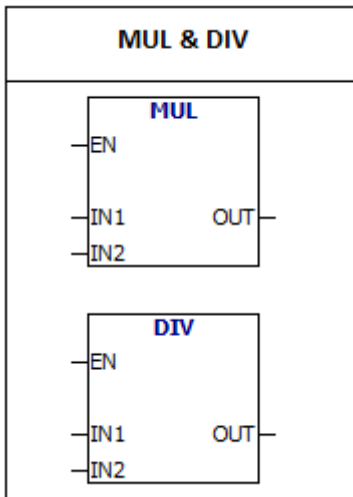 MUL & DIV
MUL
EN
IN1 OUT
IN2
DIV
EN
IN1 OUT
IN2